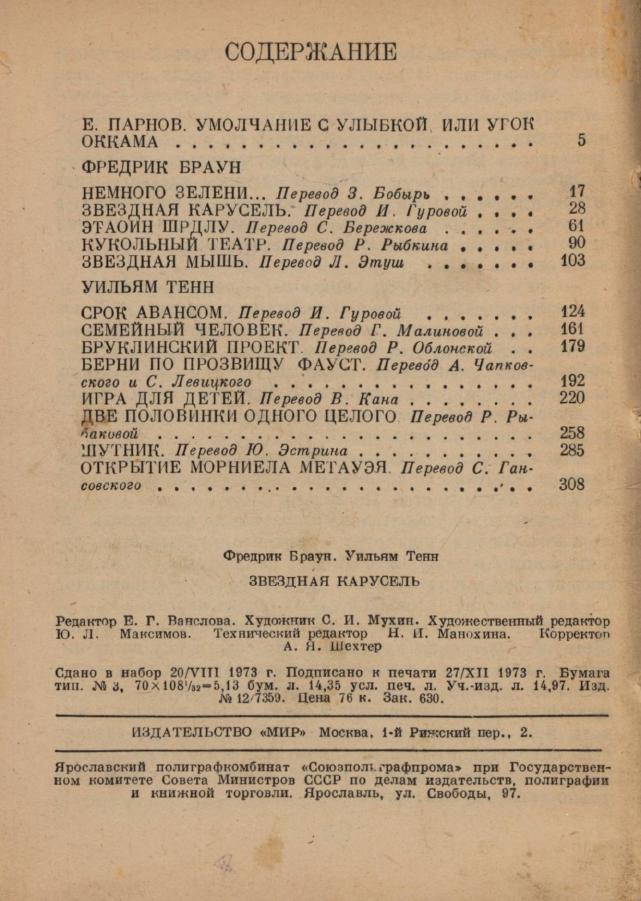 СОДЕРЖАНИЕ
Е. ПАРНОВ. УМОЛЧАНИЕ С УЛЫБКОЙ, ИЛИ УГОК
ОККАМА . . . . . . . . . . . . . . . . . . . . 5
ФРЕДРИК БРАУН
НЕМНОГО ЗЕЛЕНИ... Перевод З. Бобырь . . . . . . 17
ЗВЕЗДНАЯ КАРУСЕЛЬ. Перевод И. Гуровой . . . . 28
ЭТАОИН ШРДЛУ. Перевод С. Бережкова . . . . . . 61
КУКОЛЬНЫЙ ТЕАТР. Перевод Р. Рыбкина . . . . . 90
ЗВЕЗДНАЯ МЫШЬ. Перевод Л. Этуш . . . . . . . 103
УИЛЬЯМ ТЕНН
СРОК АВАНСОМ. Перевод И. Гуровой . . . . . . . 124
СЕМЕЙНЫЙ ЧЕЛОВЕК. Перевод Г. Малиновой . . . 161
БРУКЛИНСКИЙ ПРОЕКТ. Перевод Р. Облонской . . 179
БЕРНИ ПО ПРОЗВИЩУ ФАУСТ. Перевод А. Чапков-
ского и С. Левицкого . . . . . . . . . . . . . . 192
ИГРА ДЛЯ ДЕТЕЙ. Перевод В. Кана . . . . . . . . 220
ДВЕ ПОЛОВИНКИ ОДНОГО ЦЕЛОГО. Перевод Р. Ры-
баковой . . . . . . . . . . . . . . . . . . . . 258
ШУТНИК. Перевод Ю. Эстрина . . . . . . . . . . 285
ОТКРЫТИЕ МОРНИЕЛА МЕТАУЭЯ. Перевод С. Ган-
совского . . . . . . . . . . . . . . . . . . . . 308
Фредрик Браун. Уильям Тенн
ЗВЕЗДНАЯ КАРУСЕЛЬ
Редактор Е. Г. Ванслова. Художник С. И. Мухин. Художественный редактор
Ю. Л. Максимов. Технический редактор Н. И. Манохина. Корректор
А. Я. Шехтер
Сдано в набор 20/VIII 1973 г. Подписано к печати 27/XII 1973 г. Бумага
тип. № 3, 70×108¹/₃₂=5,13 бум. л. 14,35 усл. печ. л. Уч.-изд. л. 14,97. Изд.
№ 12/7359. Цена 76 к. Зак. 630.
ИЗДАТЕЛЬСТВО «МИР» Москва, 1-й Рижский пер., 2.
Ярославский полиграфкомбинат «Союзполиграфпрома» при Государствен-
ном комитете Совета Министров СССР по делам издательств, полиграфии
и книжной торговли. Ярославль, ул. Свободы, 97.